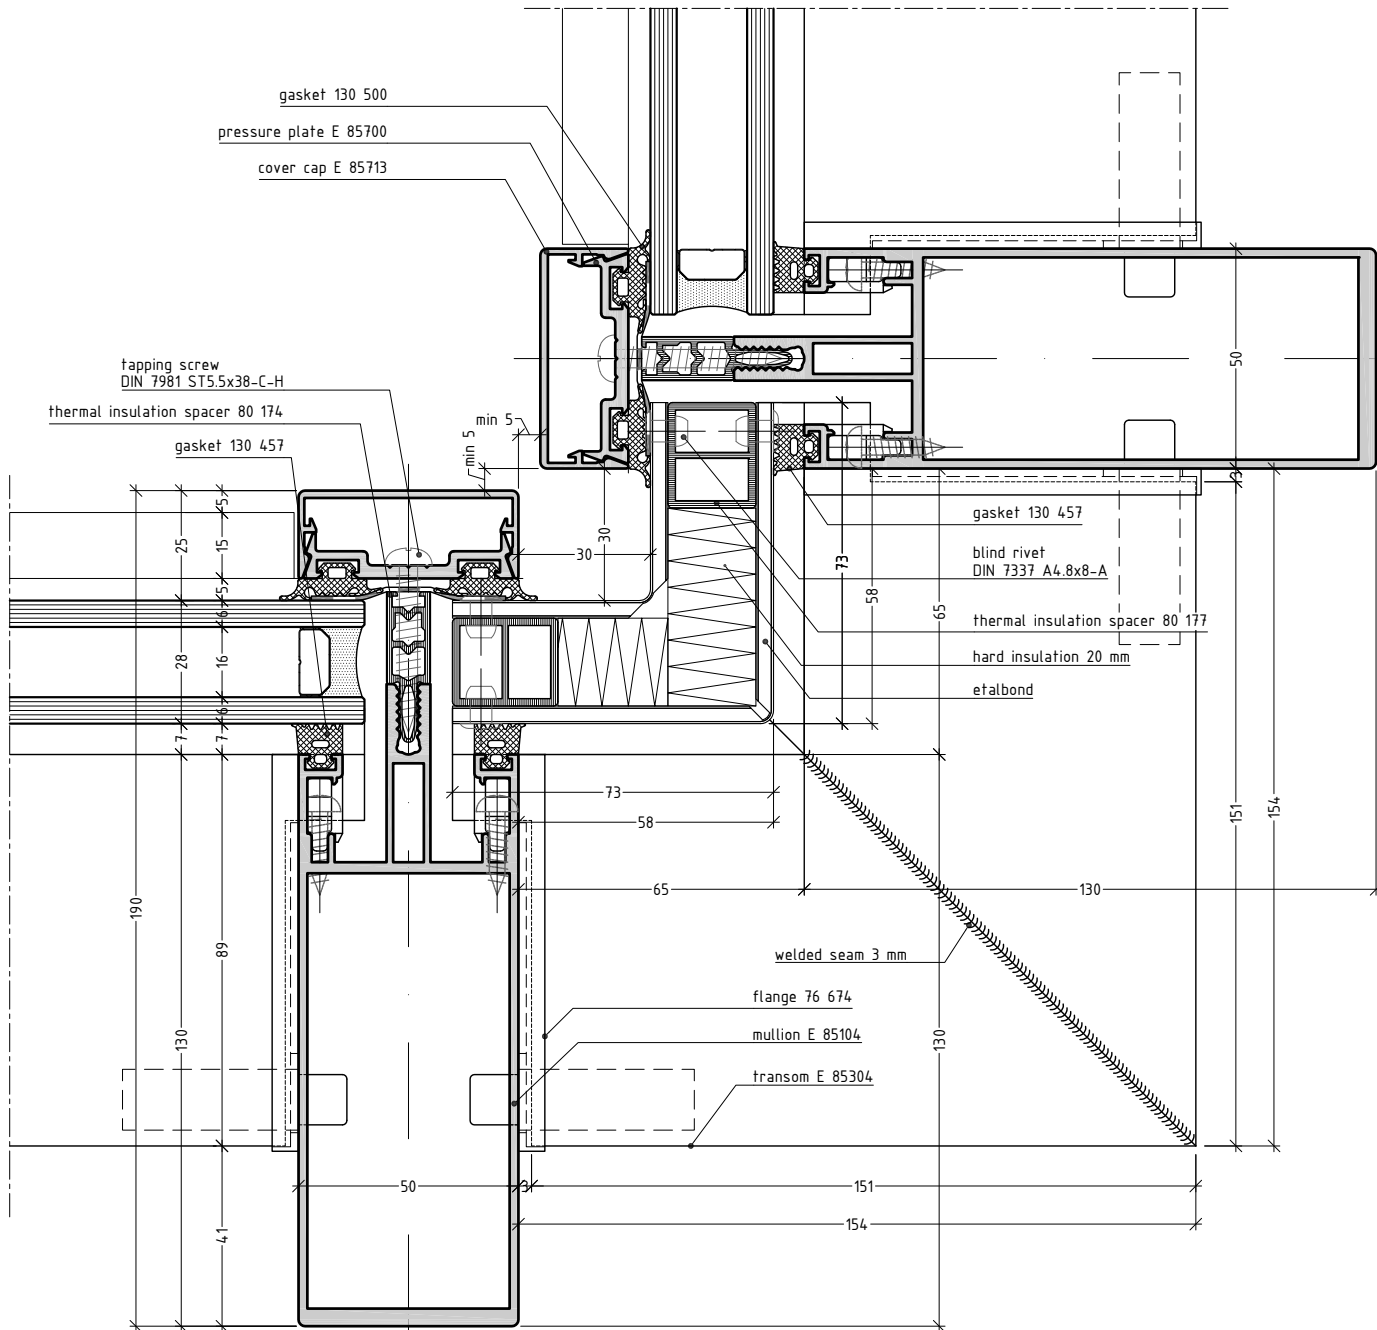 gasket 130 500
pressure plate E 85700
cover cap E 85713
tapping screw
DIN 7981 ST5.5x38-C-H
thermal insulation spacer 80 174
gasket 130 457
min 5
min 5
50
3
gasket 130 457
blind rivet
DIN 7337 A4.8x8-A
thermal insulation spacer 80 177
hard insulation 20 mm
etalbond
30
30
73
58
65
5
25
15
5
6
28
16
6
7
7
73
58
65
130
151
154
190
89
130
130
41
welded seam 3 mm
flange 76 674
mullion E 85104
transom E 85304
50
3
151
154